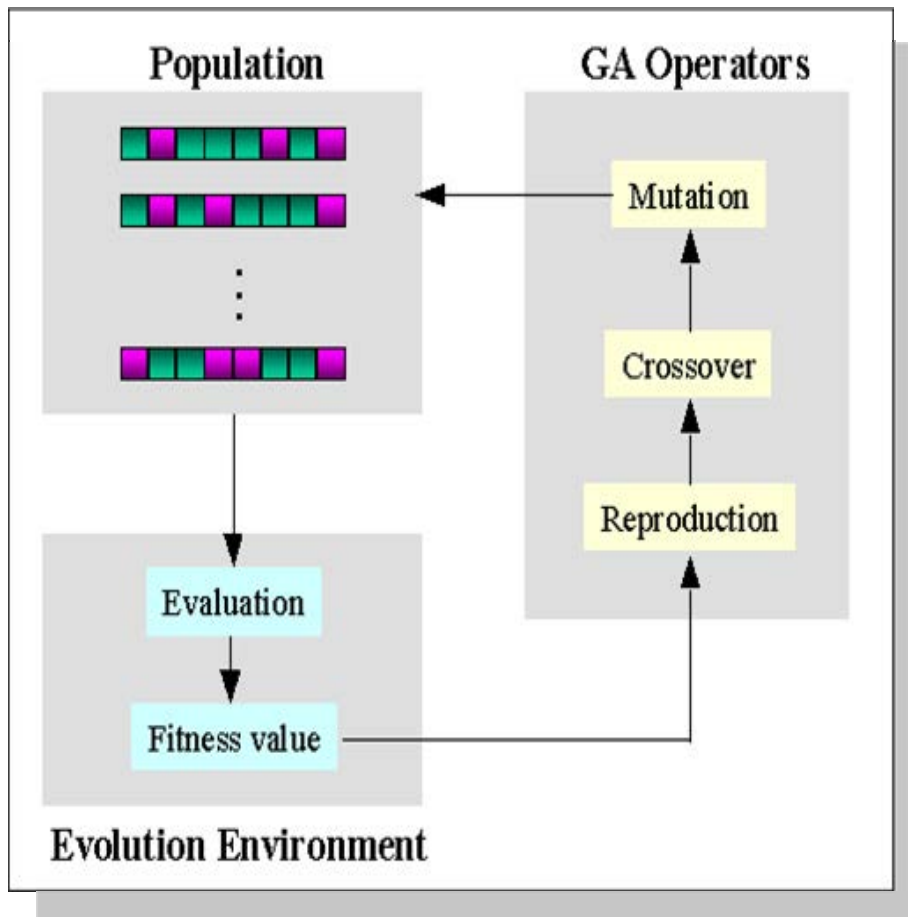 Population
GA Operators
Mutation
Crossover
Reproduction
Evaluation
Fitness value
Evolution Environment